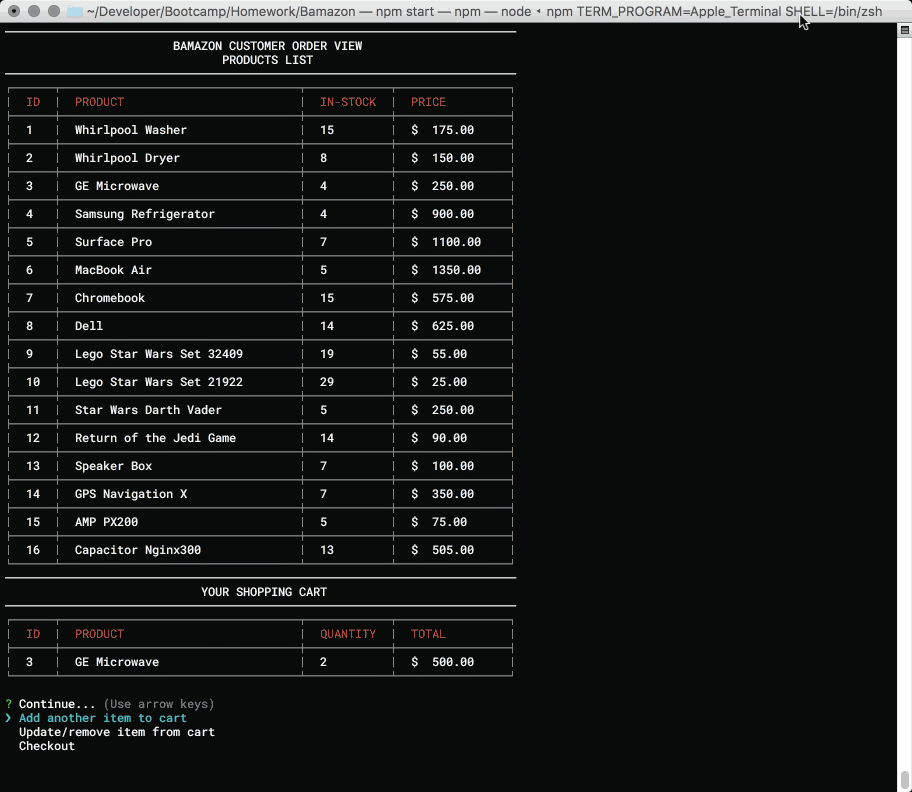 ~/Developer/Bootcamp/Homework/Bamazon — npm start — npm — node ◂ npm TERM_PROGRAM=Apple_Terminal SHELL=/bin/zsh
BAMAZON CUSTOMER ORDER VIEW
PRODUCTS LIST
ID PRODUCT IN-STOCK PRICE
1 Whirlpool Washer 15 $ 175.00
2 Whirlpool Dryer 8 $ 150.00
3 GE Microwave 4 $ 250.00
4 Samsung Refrigerator 4 $ 900.00
5 Surface Pro 7 $ 1100.00
6 MacBook Air 5 $ 1350.00
7 Chromebook 15 $ 575.00
8 Dell 14 $ 625.00
9 Lego Star Wars Set 32409 19 $ 55.00
10 Lego Star Wars Set 21922 29 $ 25.00
11 Star Wars Darth Vader 5 $ 250.00
12 Return of the Jedi Game 14 $ 90.00
13 Speaker Box 7 $ 100.00
14 GPS Navigation X 7 $ 350.00
15 AMP PX200 5 $ 75.00
16 Capacitor Nginx300 13 $ 505.00
YOUR SHOPPING CART
ID PRODUCT QUANTITY TOTAL
3 GE Microwave 2 $ 500.00
? Continue... (Use arrow keys)
❯ Add another item to cart
Update/remove item from cart
Checkout